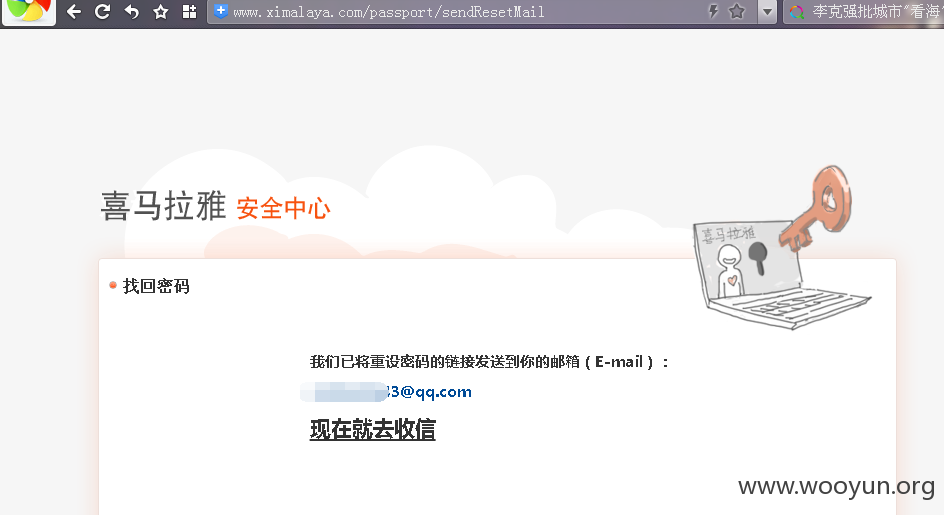 www.ximalaya.com/passport/sendResetMail
李克强批城市"看海"
喜马拉雅 安全中心
喜马拉雅
找回密码
我们已将重设密码的链接发送到你的邮箱（E-mail）：
3@qq.com
现在就去收信
www.wooyun.org